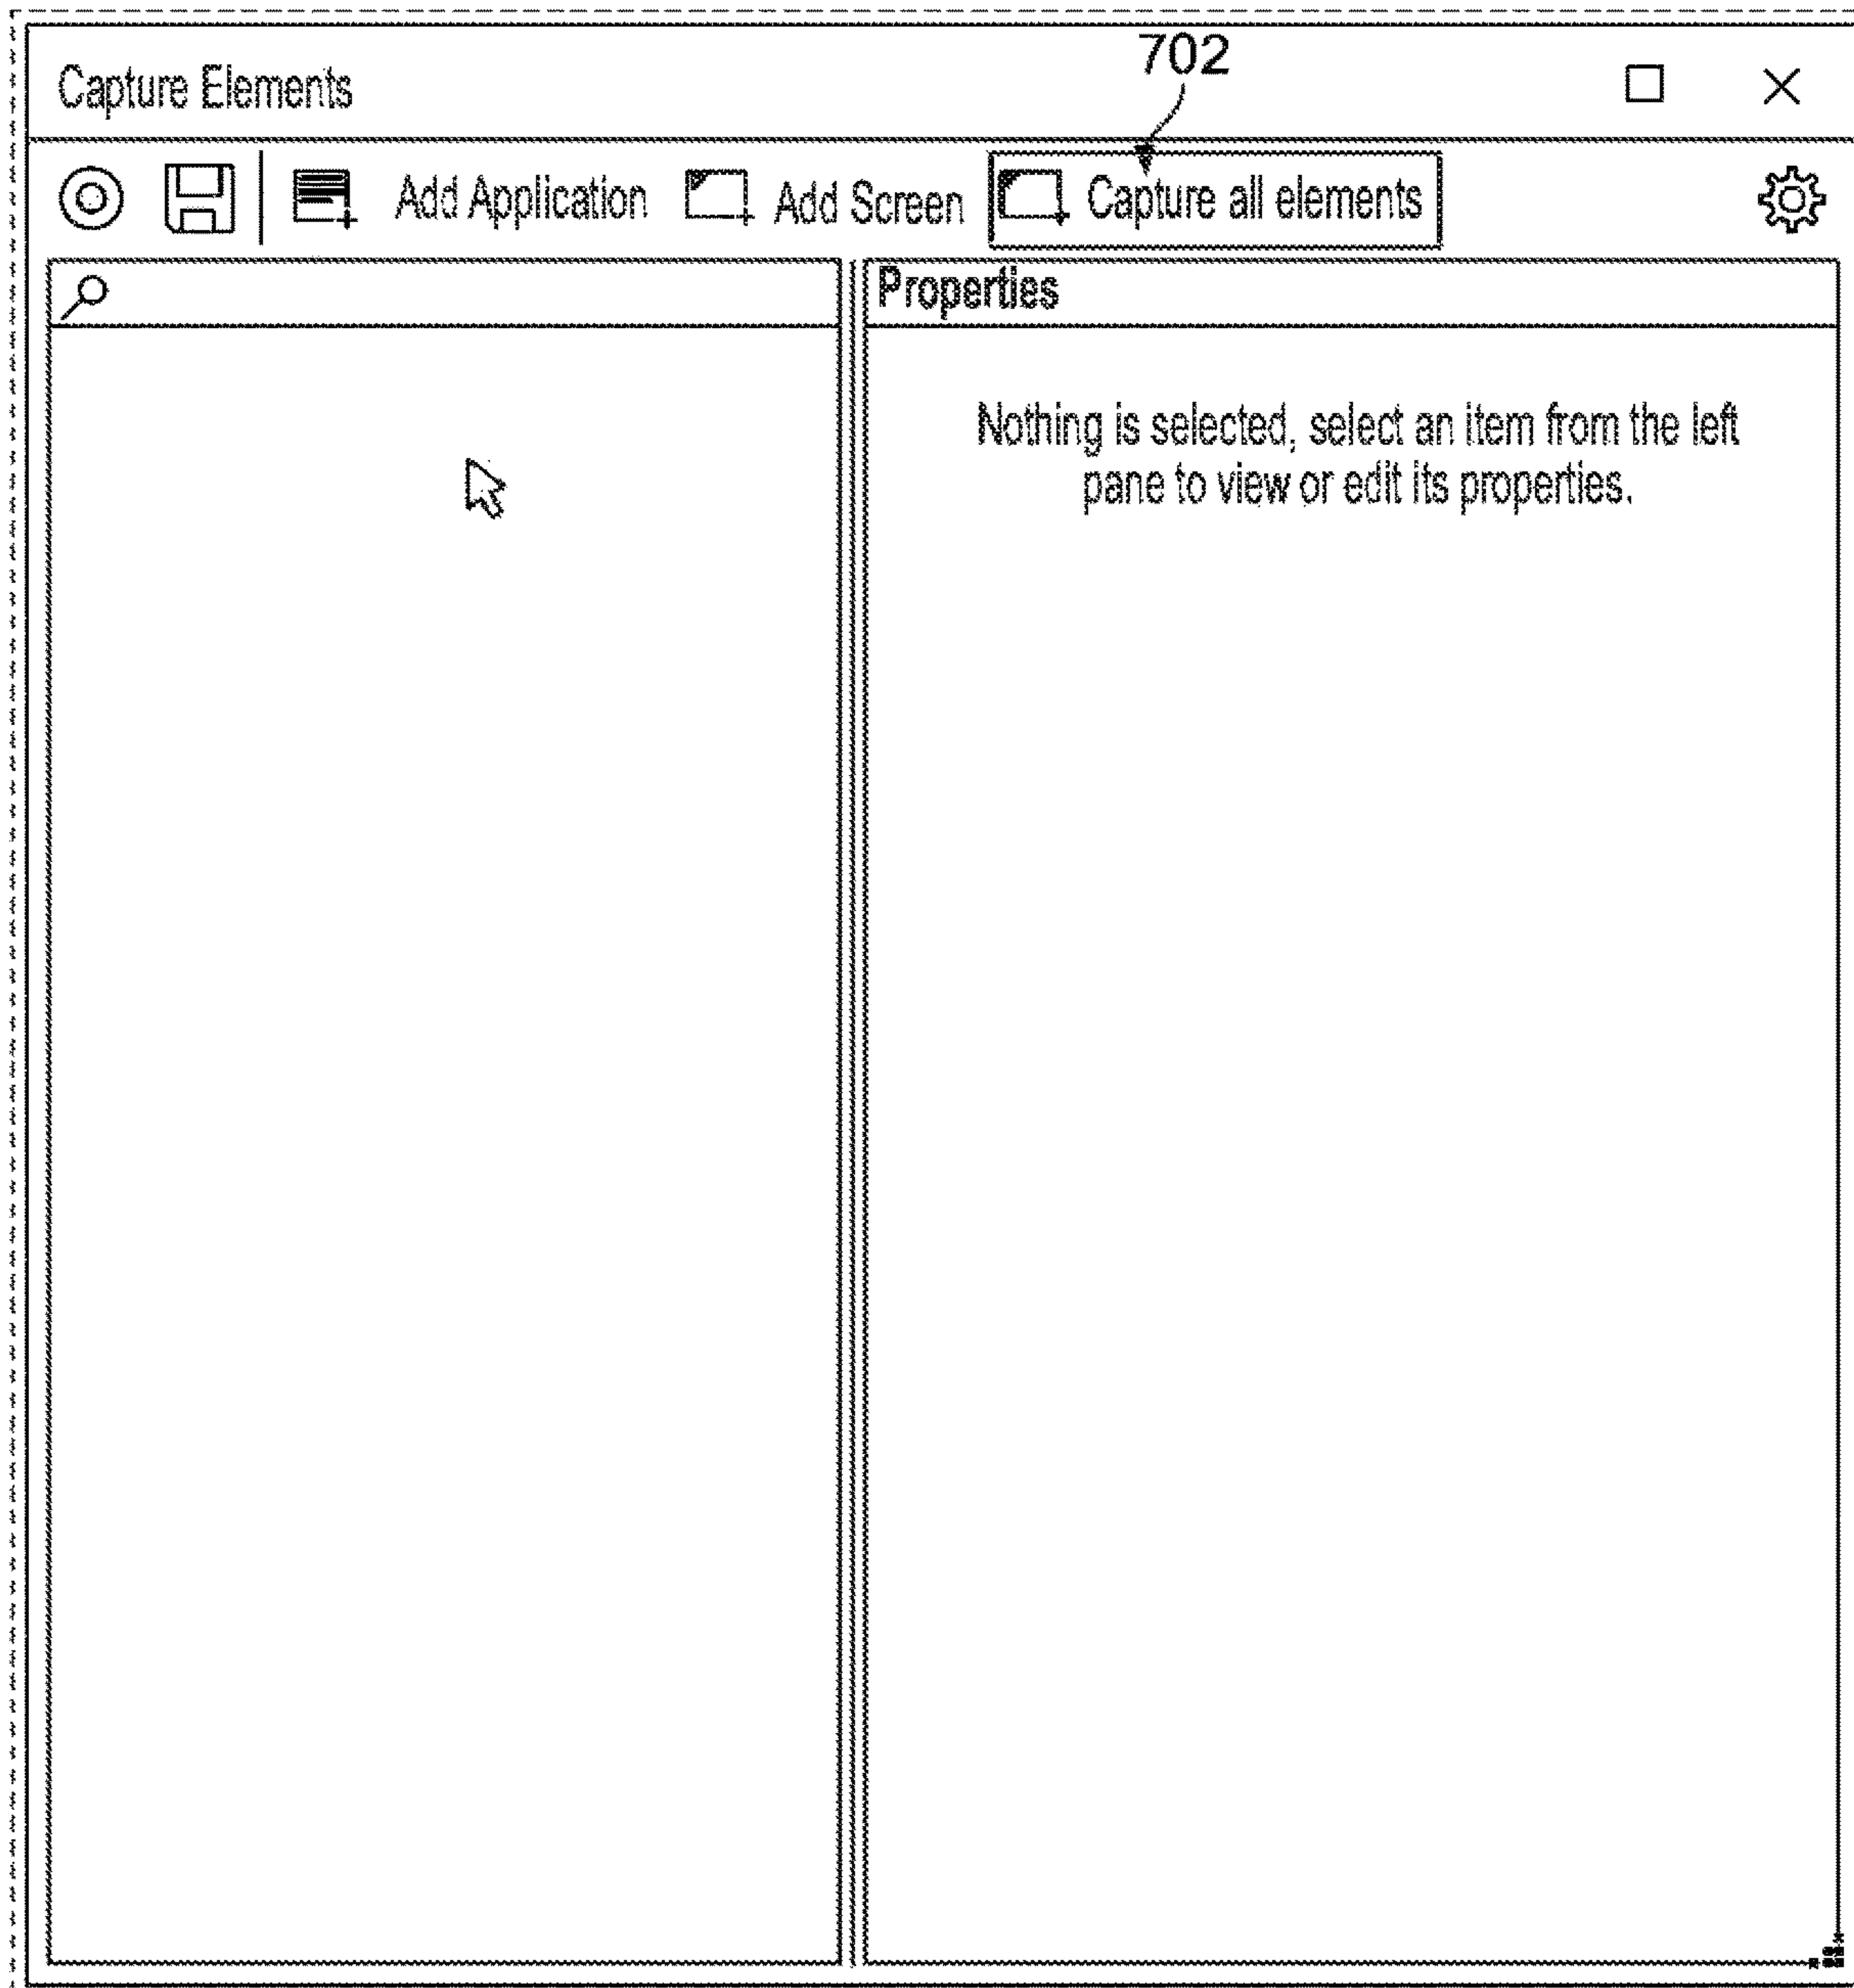 702
Capture Elements
Add Application Add Screen Capture all elements
Properties
Nothing is selected, select an item from the left
pane to view or edit its properties.